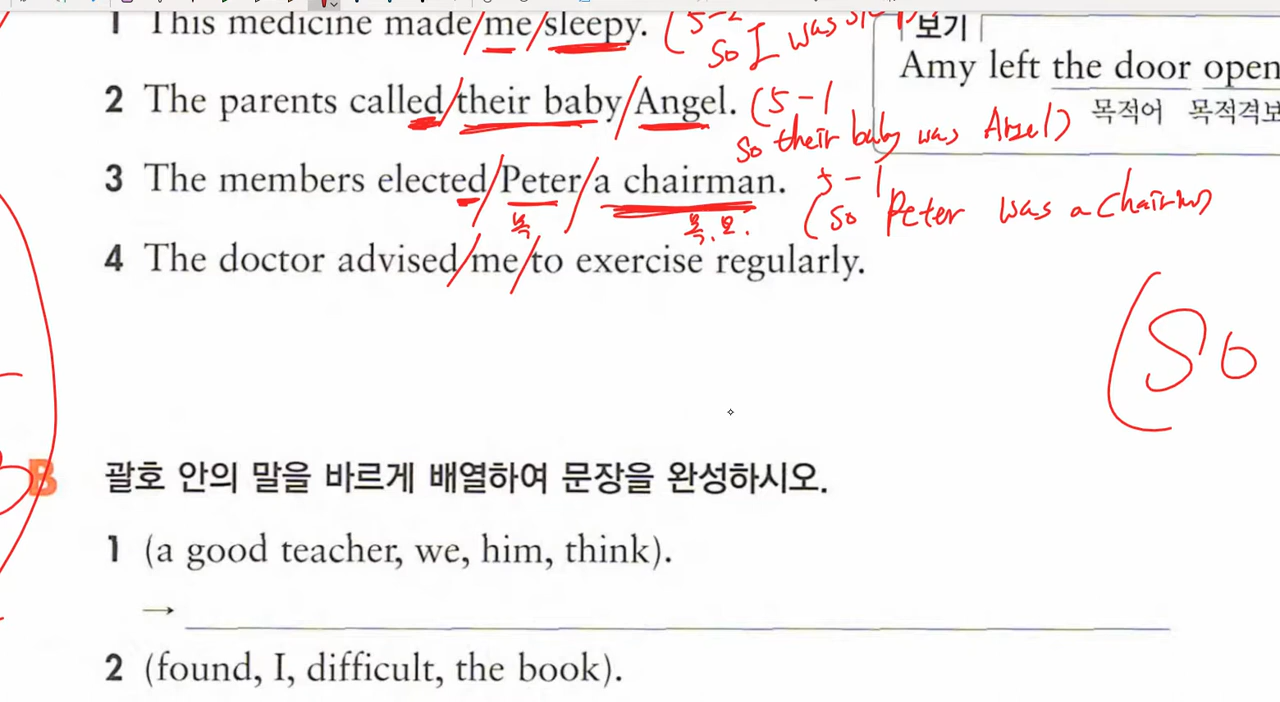 1 This medicine made/me/sleepy. (5-2
so I was
보기
Amy left the door open
목적어 목적격보
2 The parents called/their baby/Angel. (5-1
so their baby was Angel)
3 The members elected/Peter/a chairman. 5-1
목 목.보. (so Peter was a chairman
4 The doctor advised/me/to exercise regularly.
(So
B 괄호 안의 말을 바르게 배열하여 문장을 완성하시오.
1 (a good teacher, we, him, think).
→
2 (found, I, difficult, the book).